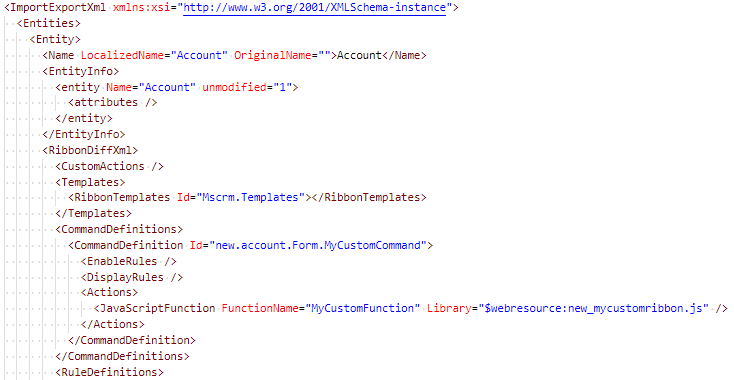 <ImportExportXml xmlns:xsi="http://www.w3.org/2001/XMLSchema-instance">
<Entities>
<Entity>
<Name LocalizedName="Account" OriginalName="">Account</Name>
<EntityInfo>
<entity Name="Account" unmodified="1">
<attributes />
</entity>
</EntityInfo>
<RibbonDiffXml>
<CustomActions />
<Templates>
<RibbonTemplates Id="Mscrm.Templates"></RibbonTemplates>
</Templates>
<CommandDefinitions>
<CommandDefinition Id="new.account.Form.MyCustomCommand">
<EnableRules />
<DisplayRules />
<Actions>
<JavaScriptFunction FunctionName="MyCustomFunction" Library="$webresource:new_mycustomribbon.js" />
</Actions>
</CommandDefinition>
</CommandDefinitions>
<RuleDefinitions>